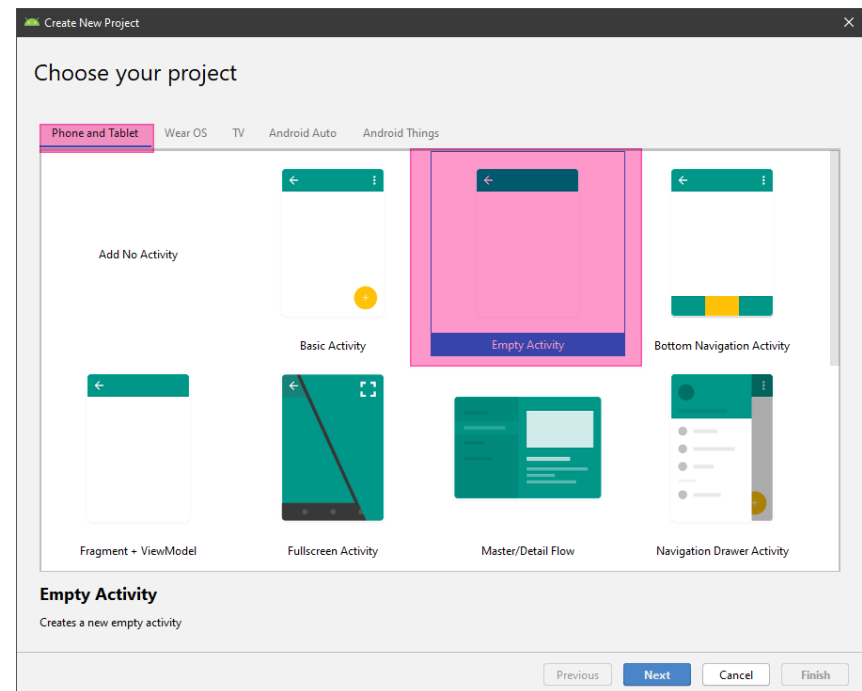 Create New Project
Choose your project
Phone and Tablet
Wear OS
TV
Android Auto
Android Things
Add No Activity
Basic Activity
Empty Activity
Bottom Navigation Activity
Fragment + ViewModel
Fullscreen Activity
Master/Detail Flow
Navigation Drawer Activity
Empty Activity
Creates a new empty activity
Previous
Next
Cancel
Finish